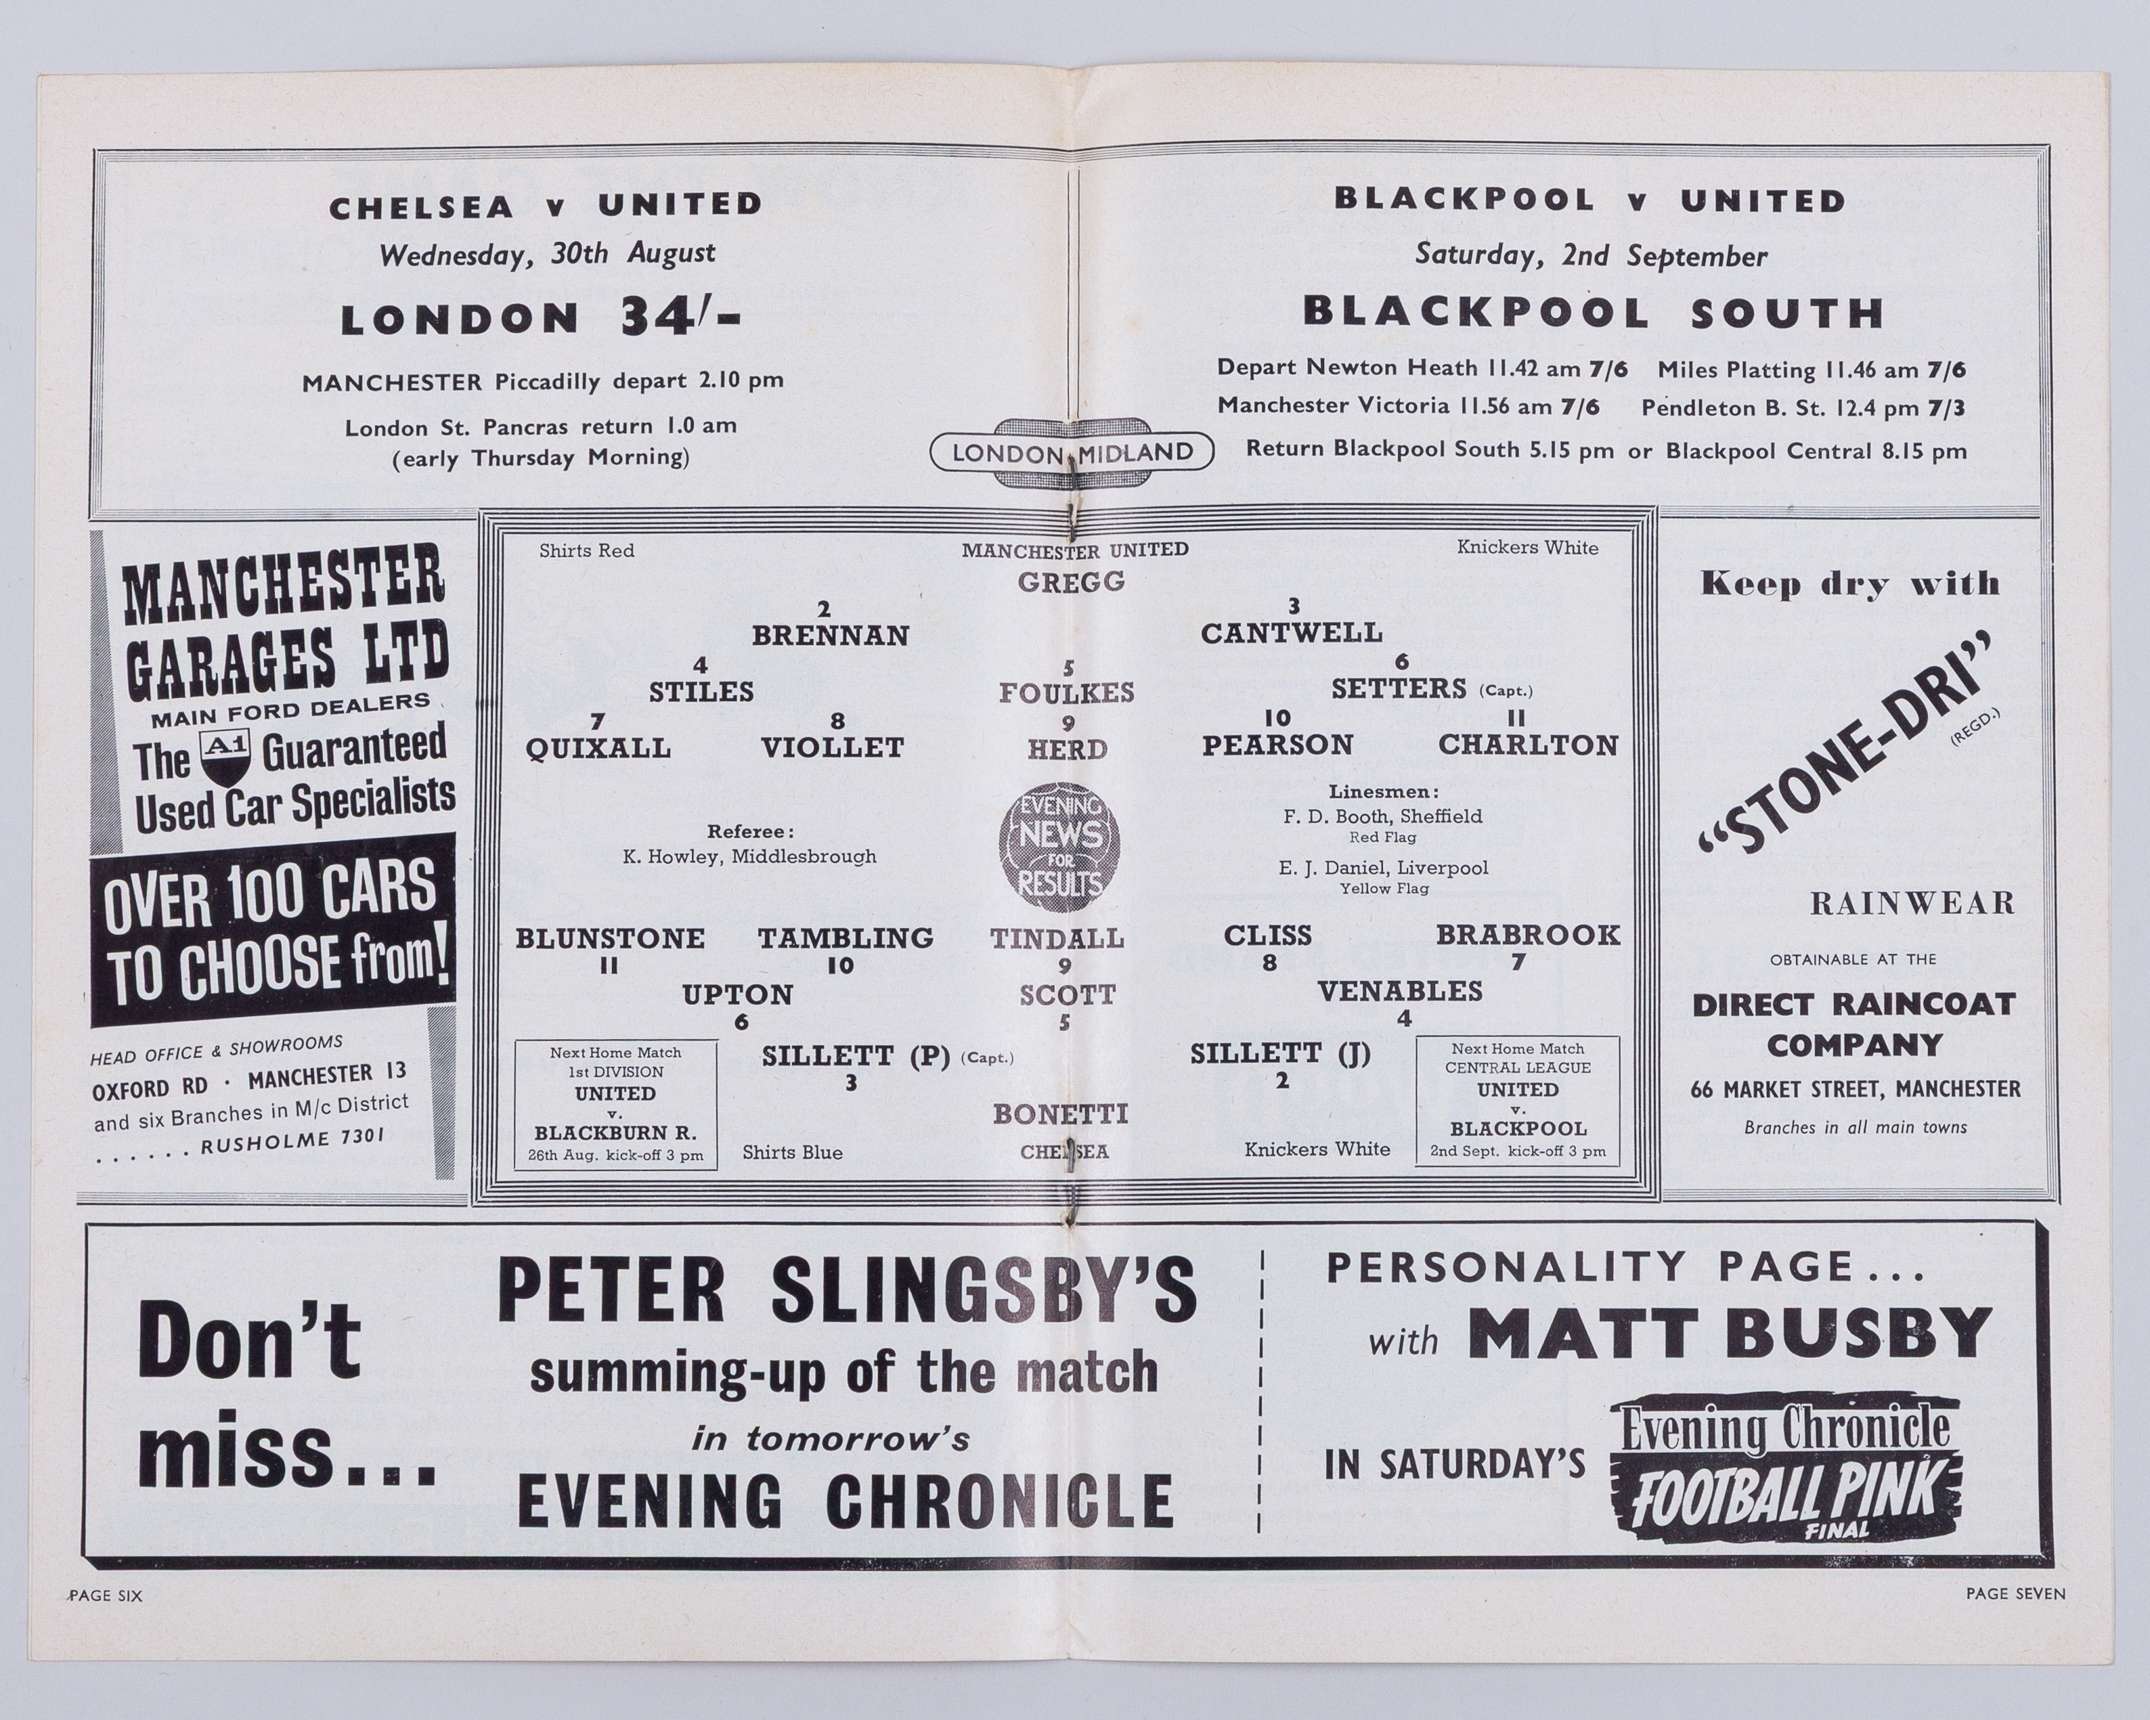 CHELSEA v UNITED
Wednesday, 30th August
LONDON 34/-
MANCHESTER Piccadilly depart 2.10 pm
London St. Pancras return 1.0 am
(early Thursday Morning)
BLACKPOOL v UNITED
Saturday, 2nd September
BLACKPOOL SOUTH
Depart Newton Heath 11.42 am 7/6 Miles Platting 11.46 am 7/6
Manchester Victoria 11.56 am 7/6 Pendleton B. St. 12.4 pm 7/3
Return Blackpool South 5.15 pm or Blackpool Central 8.15 pm
LONDON MIDLAND
MANCHESTER
GARAGES LTD
MAIN FORD DEALERS
The A1 Guaranteed
Used Car Specialists
OVER 100 CARS
TO CHOOSE from!
HEAD OFFICE & SHOWROOMS
OXFORD RD · MANCHESTER 13
and six Branches in M/c District
. . . . . . RUSHOLME 7301
Shirts Red MANCHESTER UNITED Knickers White
GREGG
2 3
BRENNAN CANTWELL
4 5 6
STILES FOULKES SETTERS (Capt.)
7 8 9 10 11
QUIXALL VIOLLET HERD PEARSON CHARLTON
Referee:
K. Howley, Middlesbrough
EVENING
NEWS
FOR
RESULTS
Linesmen:
F. D. Booth, Sheffield
Red Flag
E. J. Daniel, Liverpool
Yellow Flag
BLUNSTONE TAMBLING TINDALL CLISS BRABROOK
11 10 9 8 7
UPTON SCOTT VENABLES
6 5 4
SILLETT (P) (Capt.) SILLETT (J)
3 2
BONETTI
Shirts Blue CHELSEA Knickers White
Next Home Match
1st DIVISION
UNITED
v.
BLACKBURN R.
26th Aug. kick-off 3 pm
Next Home Match
CENTRAL LEAGUE
UNITED
v.
BLACKPOOL
2nd Sept. kick-off 3 pm
Keep dry with
"STONE-DRI"
(REGD.)
RAINWEAR
OBTAINABLE AT THE
DIRECT RAINCOAT
COMPANY
66 MARKET STREET, MANCHESTER
Branches in all main towns
Don't
miss...
PETER SLINGSBY'S
summing-up of the match
in tomorrow's
EVENING CHRONICLE
PERSONALITY PAGE...
with MATT BUSBY
IN SATURDAY'S
Evening Chronicle
FOOTBALL PINK
FINAL
PAGE SIX
PAGE SEVEN